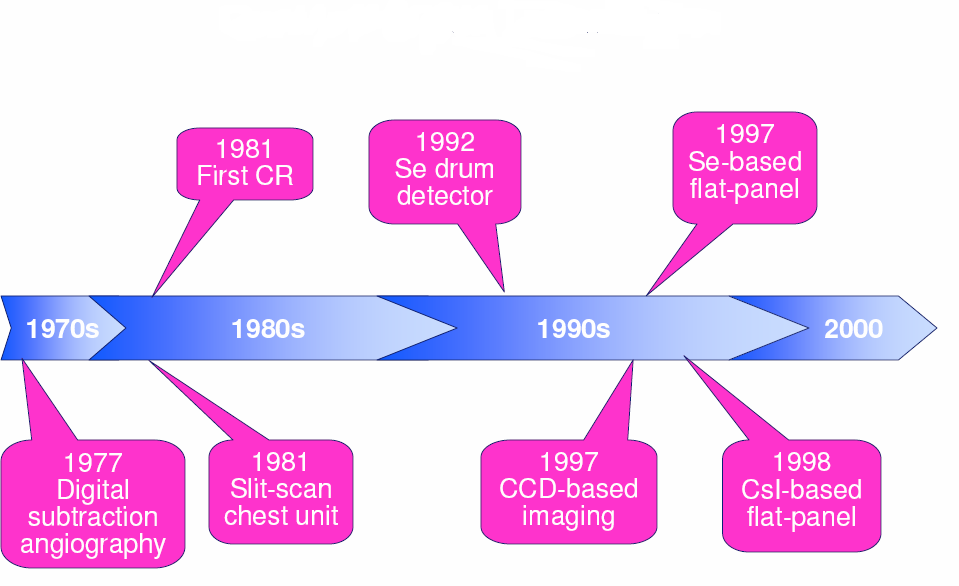 1981
First CR
1992
Se drum
detector
1997
Se-based
flat-panel
1970s
1980s
1990s
2000
1977
Digital
subtraction
angiography
1981
Slit-scan
chest unit
1997
CCD-based
imaging
1998
CsI-based
flat-panel